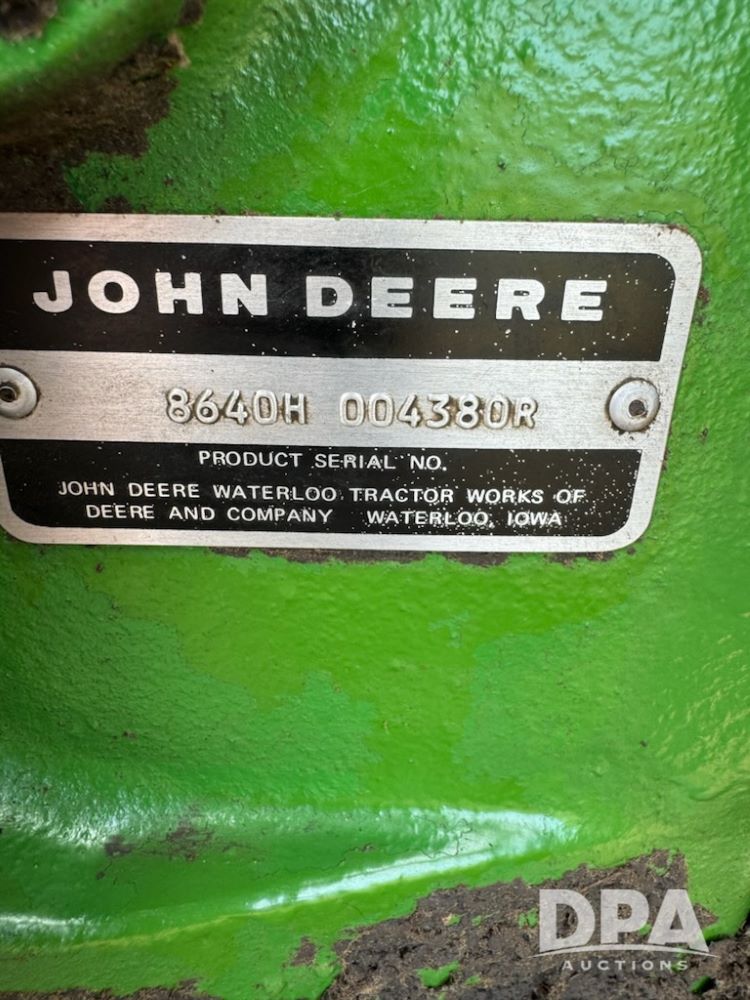 JOHN DEERE
8640H 004380R
PRODUCT SERIAL NO.
JOHN DEERE WATERLOO TRACTOR WORKS OF
DEERE AND COMPANY WATERLOO, IOWA
DPA
AUCTIONS